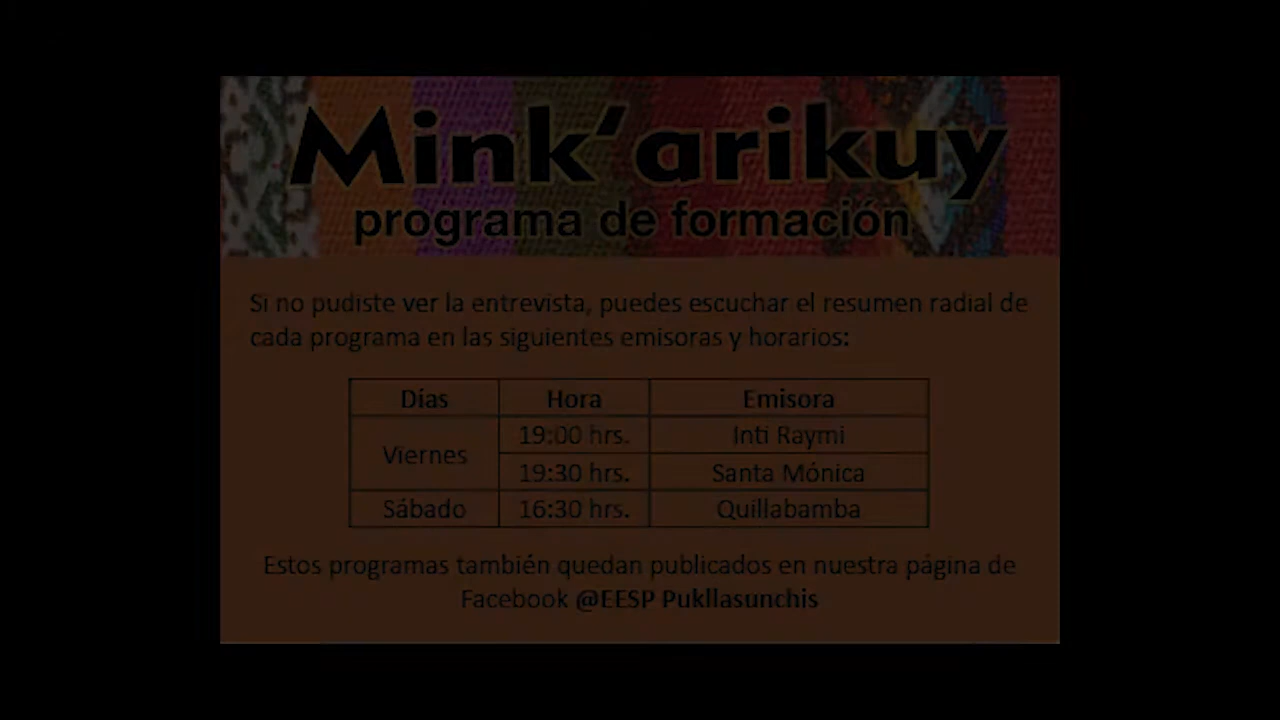 Mink'arikuy
programa de formación
Si no pudiste ver la entrevista, puedes escuchar el resumen radial de
cada programa en las siguientes emisoras y horarios:
Días Hora Emisora
Viernes 19:00 hrs. Inti Raymi
19:30 hrs. Santa Mónica
Sábado 16:30 hrs. Quillabamba
Estos programas también quedan publicados en nuestra página de
Facebook @EESP Pukllasunchis